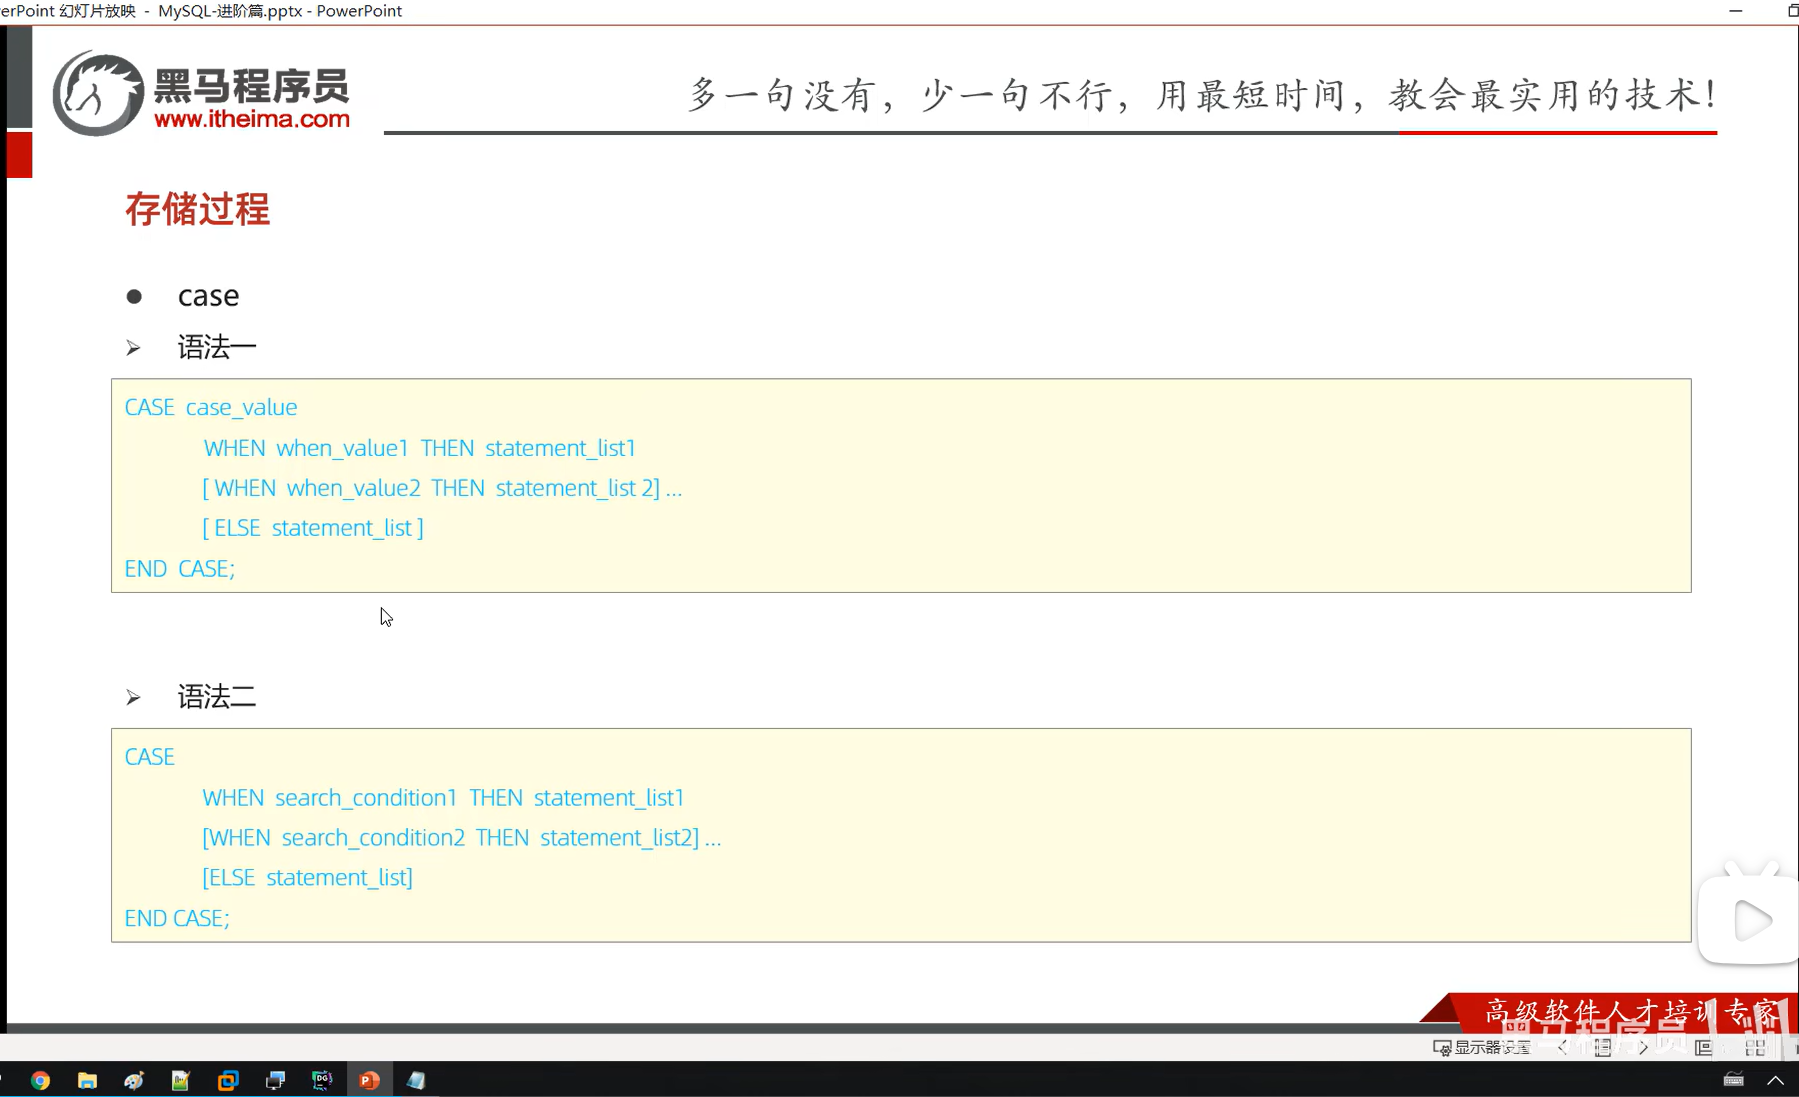 erPoint 幻灯片放映 - MySQL-进阶篇.pptx - PowerPoint
黑马程序员
www.itheima.com
多一句没有，少一句不行，用最短时间，教会最实用的技术！
存储过程
case
语法一
CASE case_value
WHEN when_value1 THEN statement_list1
[ WHEN when_value2 THEN statement_list 2] ...
[ ELSE statement_list ]
END CASE;
语法二
CASE
WHEN search_condition1 THEN statement_list1
[WHEN search_condition2 THEN statement_list2] ...
[ELSE statement_list]
END CASE;
高级软件人才培训专家
黑马程序员
显示器设置